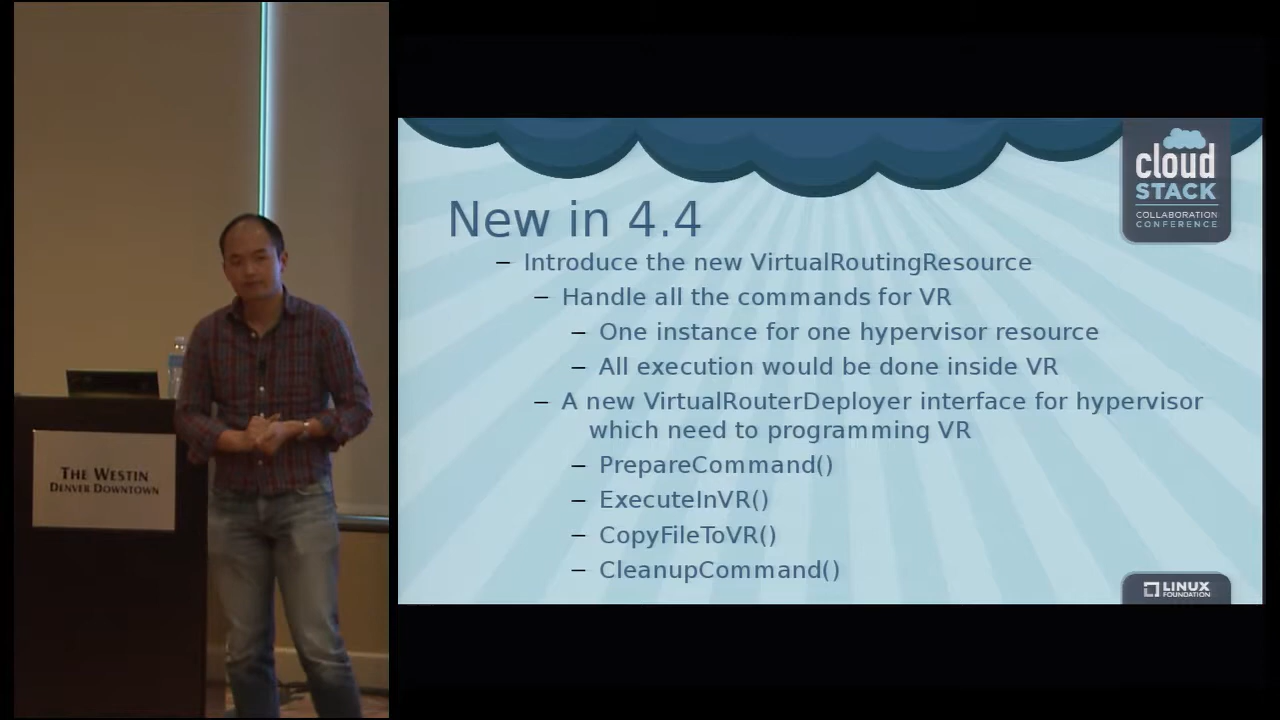 THE WESTIN
DENVER DOWNTOWN
cloud
STACK
COLLABORATION
CONFERENCE
New in 4.4
– Introduce the new VirtualRoutingResource
– Handle all the commands for VR
– One instance for one hypervisor resource
– All execution would be done inside VR
– A new VirtualRouterDeployer interface for hypervisor
which need to programming VR
– PrepareCommand()
– ExecuteInVR()
– CopyFileToVR()
– CleanupCommand()
LINUX
FOUNDATION